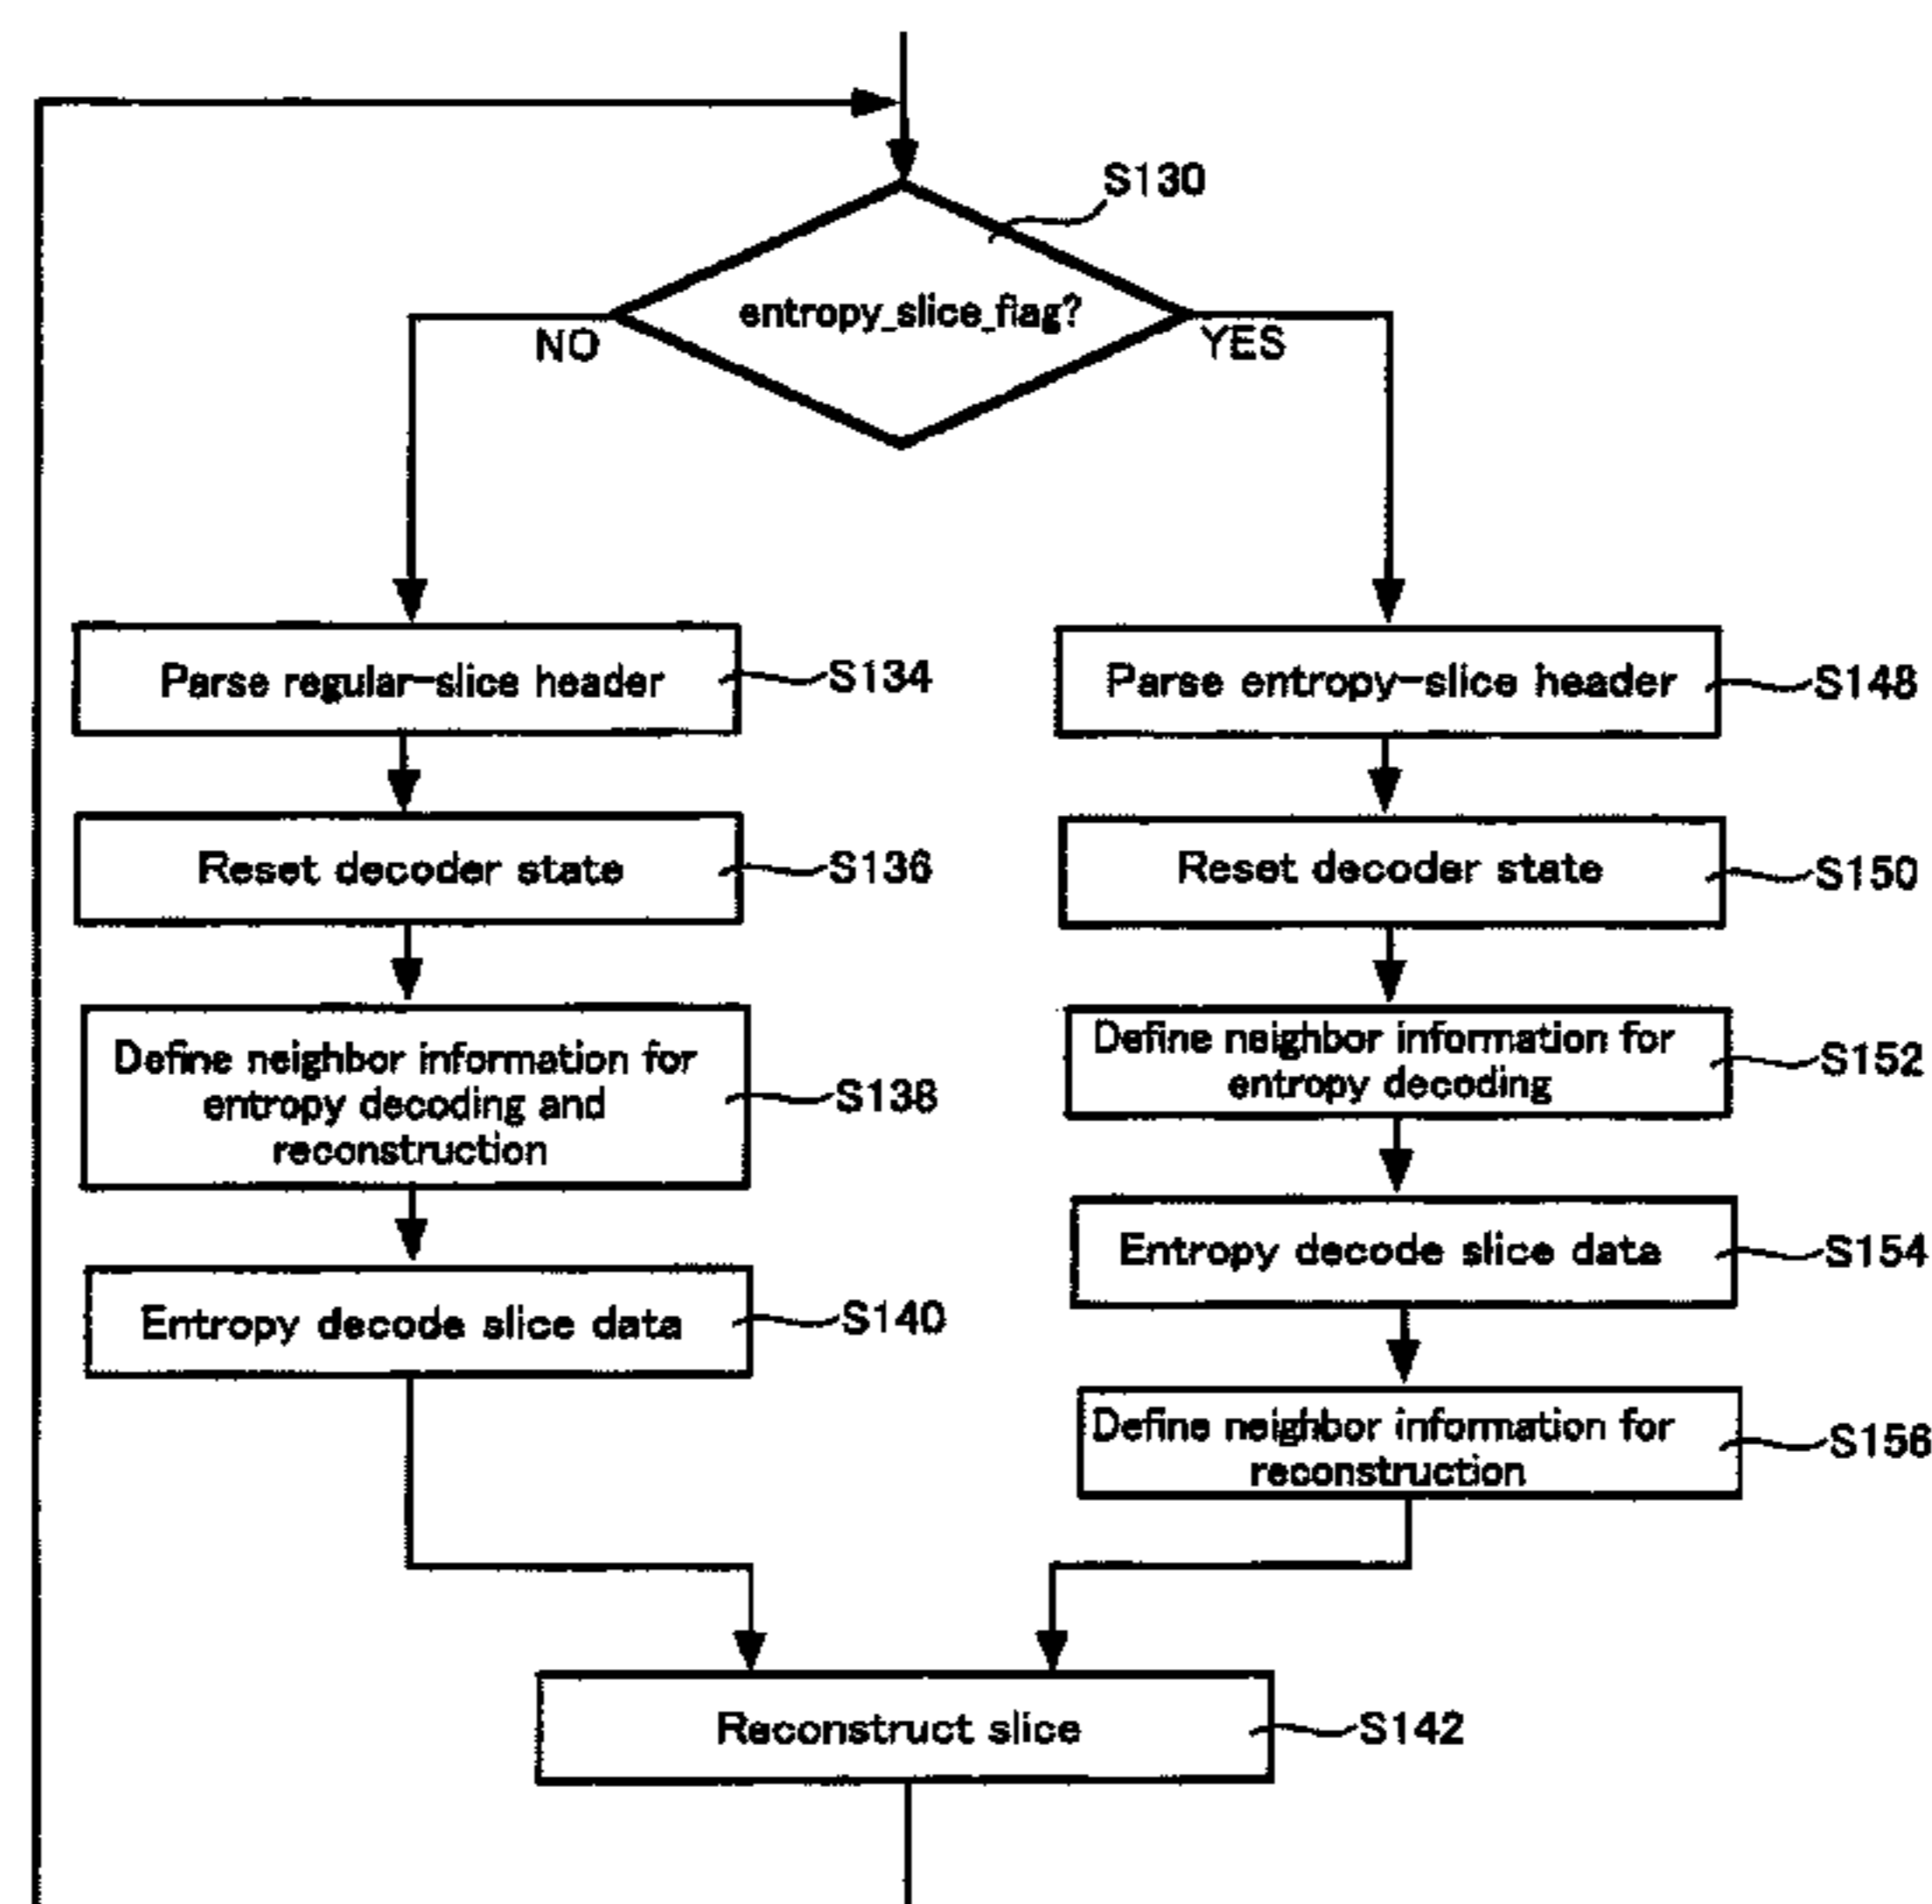 S130
entropy_slice_flag?
NO
YES
Parse regular-slice header
S134
Parse entropy-slice header
S148
Reset decoder state
S136
Reset decoder state
S150
Define neighbor information for
entropy decoding and
reconstruction
S138
Define neighbor information for
entropy decoding
S152
Entropy decode slice data
S140
Entropy decode slice data
S154
Define neighbor information for
reconstruction
S156
Reconstruct slice
S142